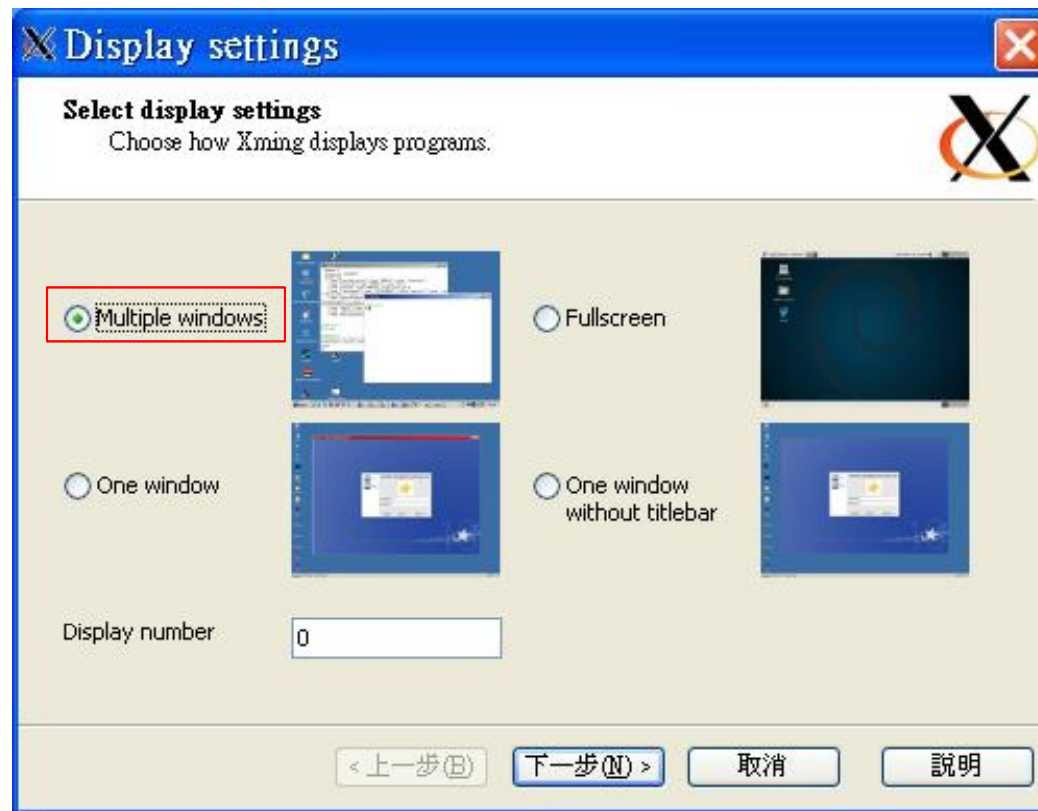 Display settings
Select display settings
Choose how Xming displays programs.
Multiple windows
Fullscreen
One window
One window
without titlebar
Display number
0
<上一步(B)
下一步(N) >
取消
說明